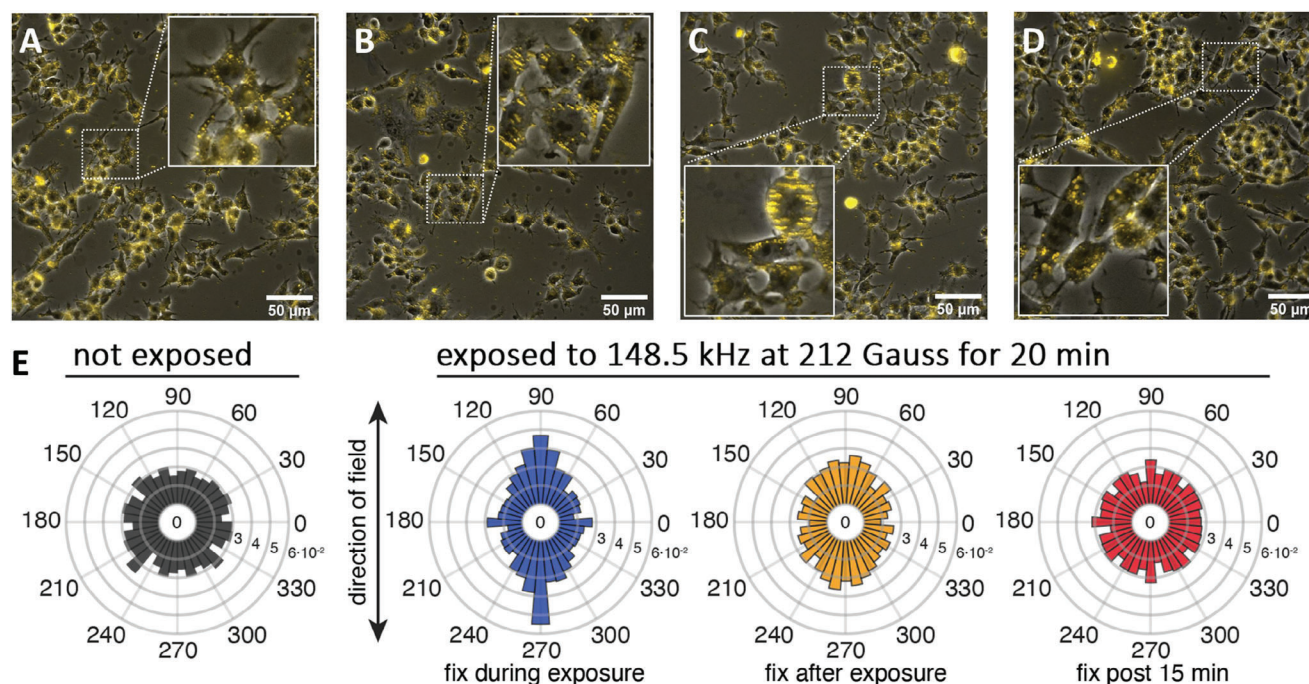 A
B
C
D
50 µm
50 µm
50 µm
50 µm
E
not exposed
exposed to 148.5 kHz at 212 Gauss for 20 min
direction of field
90
120
60
150
30
180
0
0
3 4 5 6·10⁻²
210
330
240
300
270
90
120
60
150
30
180
0
0
3 4 5 6·10⁻²
210
330
240
300
270
fix during exposure
90
120
60
150
30
180
0
0
3 4 5 6·10⁻²
210
330
240
300
270
fix after exposure
90
120
60
150
30
180
0
0
3 4 5 6·10⁻²
210
330
240
300
270
fix post 15 min